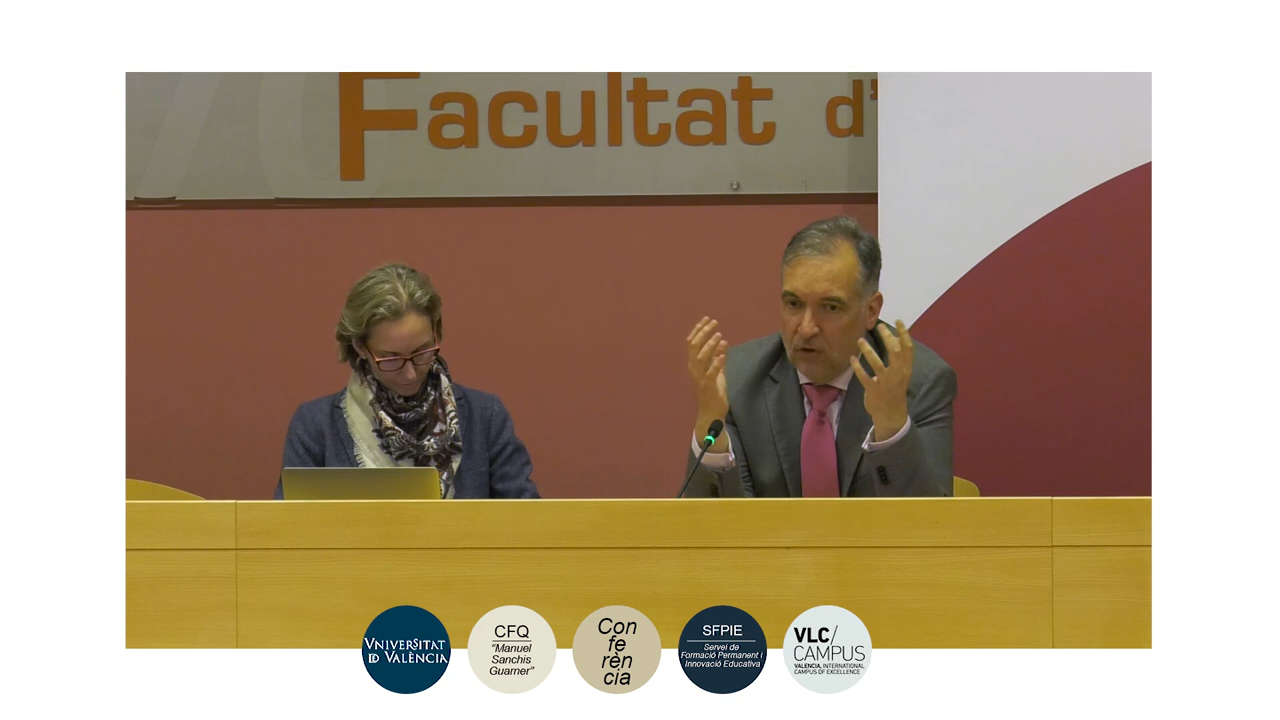 Facultat d'
VNIVERSITAT
ID VALÈNCIA
CFQ
"Manuel
Sanchis
Guarner"
Con
fe
rèn
cia
SFPIE
Servei de
Formació Permanent i
Innovació Educativa
VLC/
CAMPUS
VALENCIA, INTERNATIONAL
CAMPUS OF EXCELLENCE